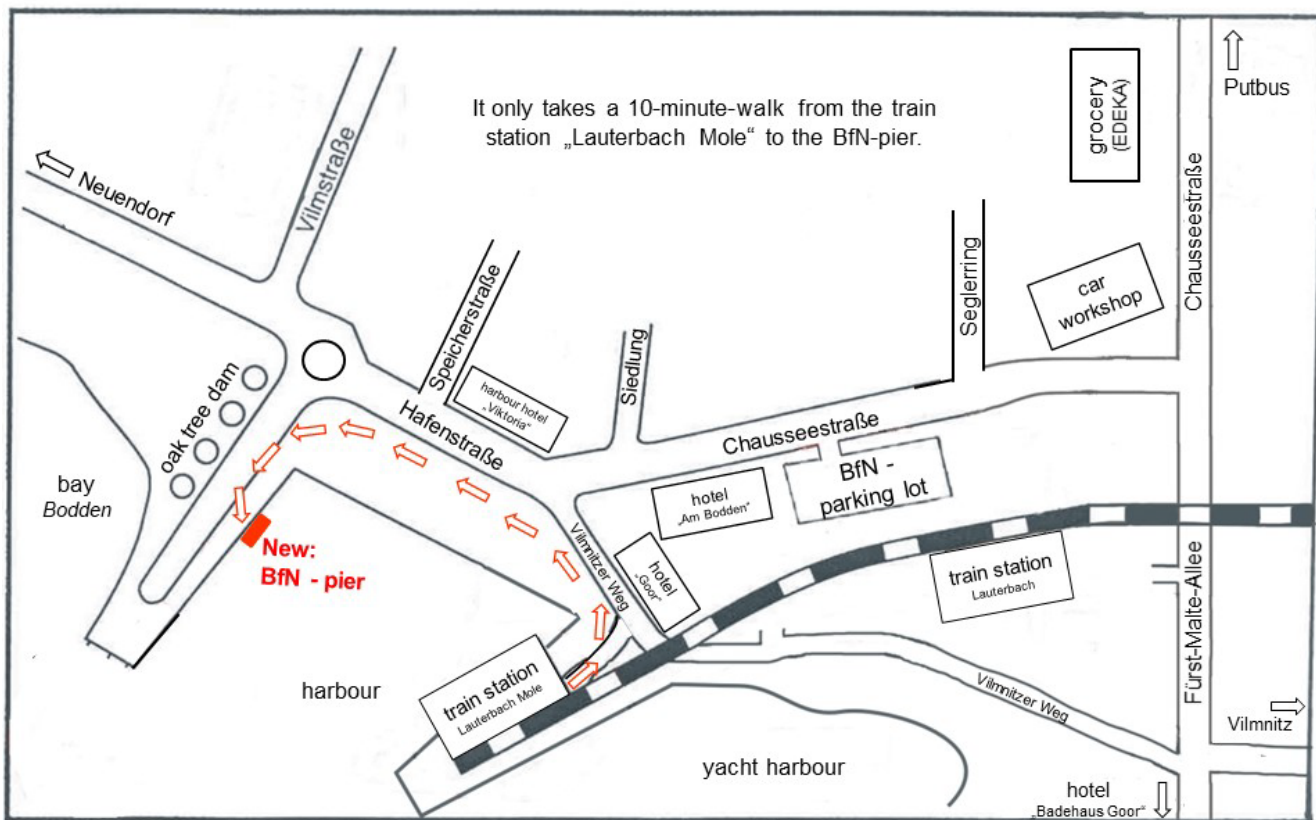 It only takes a 10-minute-walk from the train
station „Lauterbach Mole“ to the BfN-pier.
grocery
(EDEKA)
Putbus
Chausseestraße
Neuendorf
Vilmstraße
Speicherstraße
Siedlung
Seglerring
car
workshop
oak tree dam
Hafenstraße
harbour hotel
„Viktoria“
Chausseestraße
bay
Bodden
hotel
„Am Bodden“
BfN -
parking lot
New:
BfN - pier
Vilmnitzer Weg
hotel
„Goor“
train station
Lauterbach
Fürst-Malte-Allee
harbour
train station
Lauterbach Mole
Vilmnitzer Weg
Vilmnitz
yacht harbour
hotel
„Badehaus Goor“